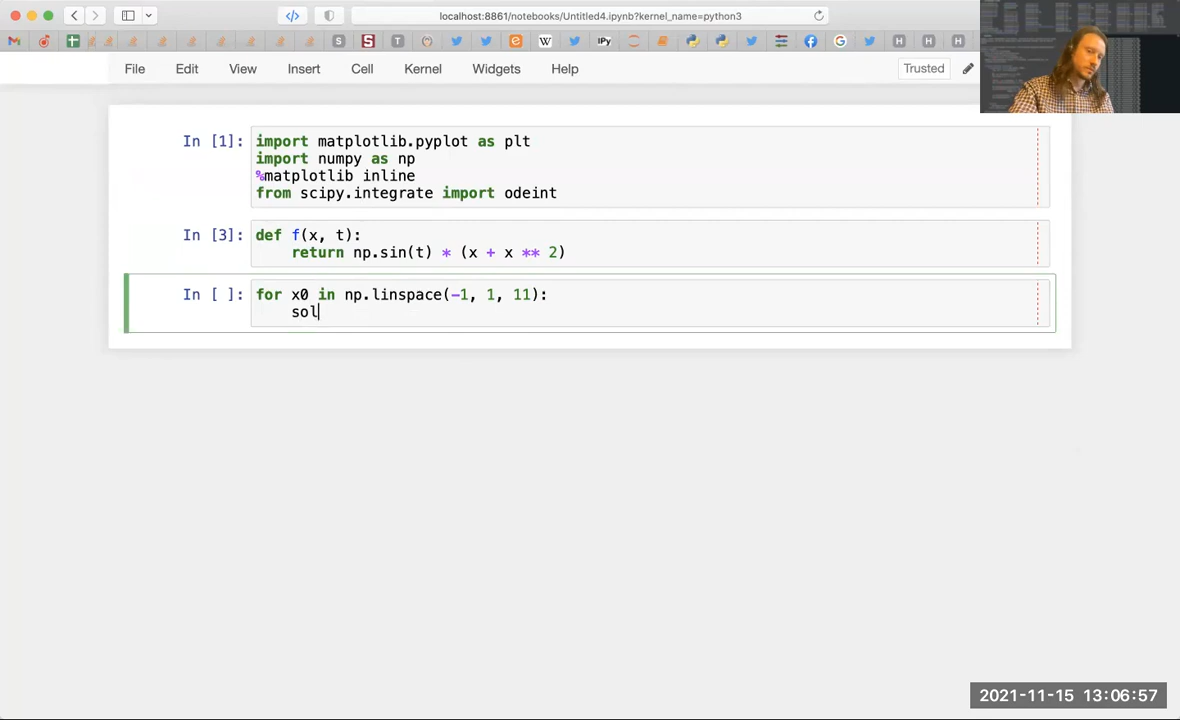 localhost:8861/notebooks/Untitled4.ipynb?kernel_name=python3
S S T W IPy G H H H
File Edit View Insert Cell Kernel Widgets Help Trusted
In [1]: import matplotlib.pyplot as plt
import numpy as np
%matplotlib inline
from scipy.integrate import odeint
In [3]: def f(x, t):
return np.sin(t) * (x + x ** 2)
In [ ]: for x0 in np.linspace(-1, 1, 11):
sol
2021-11-15 13:06:57